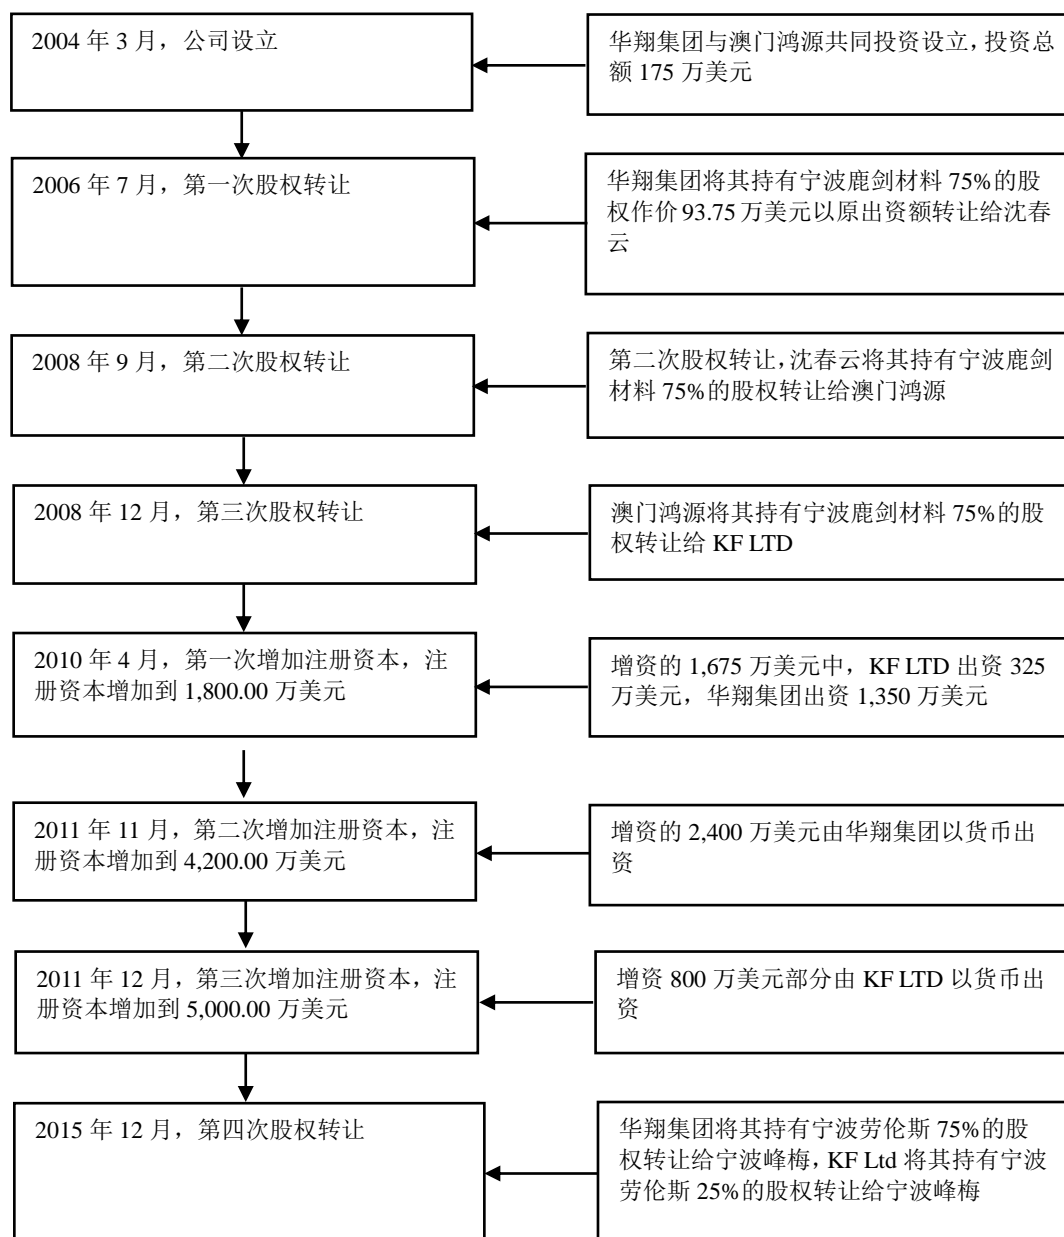 2004 年 3 月，公司设立
华翔集团与澳门鸿源共同投资设立，投资总
额 175 万美元
2006 年 7 月，第一次股权转让
华翔集团将其持有宁波鹿剑材料 75%的股
权作价 93.75 万美元以原出资额转让给沈春
云
2008 年 9 月，第二次股权转让
第二次股权转让，沈春云将其持有宁波鹿剑
材料 75%的股权转让给澳门鸿源
2008 年 12 月，第三次股权转让
澳门鸿源将其持有宁波鹿剑材料 75%的股
权转让给 KF LTD
2010 年 4 月，第一次增加注册资本，注
册资本增加到 1,800.00 万美元
增资的 1,675 万美元中，KF LTD 出资 325
万美元，华翔集团出资 1,350 万美元
2011 年 11 月，第二次增加注册资本，注
册资本增加到 4,200.00 万美元
增资的 2,400 万美元由华翔集团以货币出
资
2011 年 12 月，第三次增加注册资本，注
册资本增加到 5,000.00 万美元
增资 800 万美元部分由 KF LTD 以货币出
资
2015 年 12 月，第四次股权转让
华翔集团将其持有宁波劳伦斯 75%的股
权转让给宁波峰梅，KF Ltd 将其持有宁波
劳伦斯 25%的股权转让给宁波峰梅